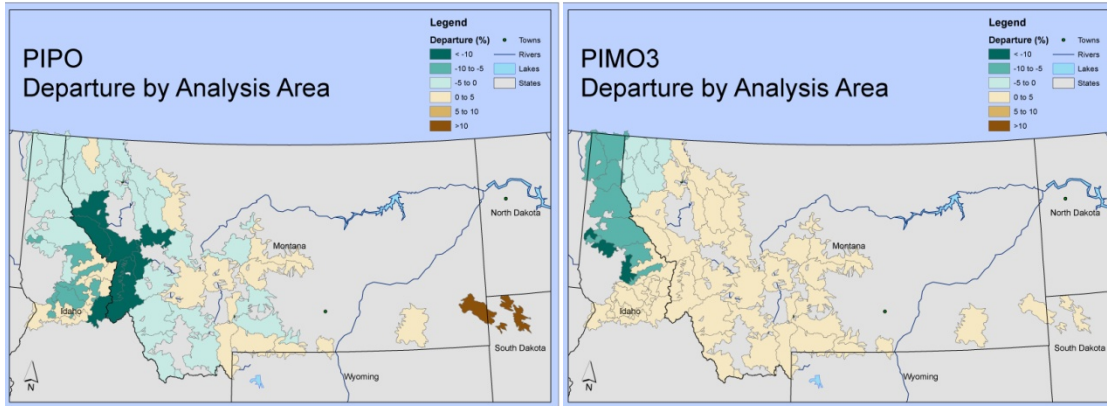 PIPO
Departure by Analysis Area
Legend
Departure (%)
< -10
-10 to -5
-5 to 0
0 to 5
5 to 10
>10
Towns
Rivers
Lakes
States
North Dakota
Montana
Idaho
South Dakota
Wyoming
N
PIMO3
Departure by Analysis Area
Legend
Departure (%)
< -10
-10 to -5
-5 to 0
0 to 5
5 to 10
>10
Towns
Rivers
Lakes
States
North Dakota
Montana
Idaho
South Dakota
Wyoming
N